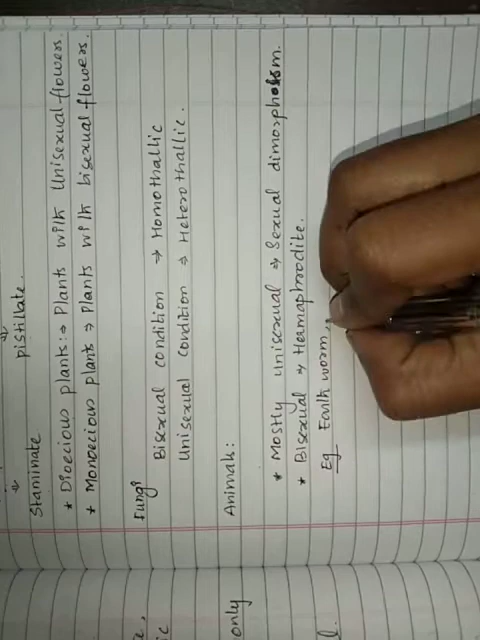 ↓ ↓
Staminate pistillate.
* Dioecious plants:⇒ Plants with Unisexual flowers.
* Monoecious plants ⇒ Plants with bisexual flowers.
Fungi
Bisexual condition ⇒ Homothallic
Unisexual condition ⇒ Heterothallic.
Animals:
* Mostly unisexual ⇒ Sexual dimorphism.
* Bisexual ⇒ Hermaphrodite.
Eg Earth worm,
only